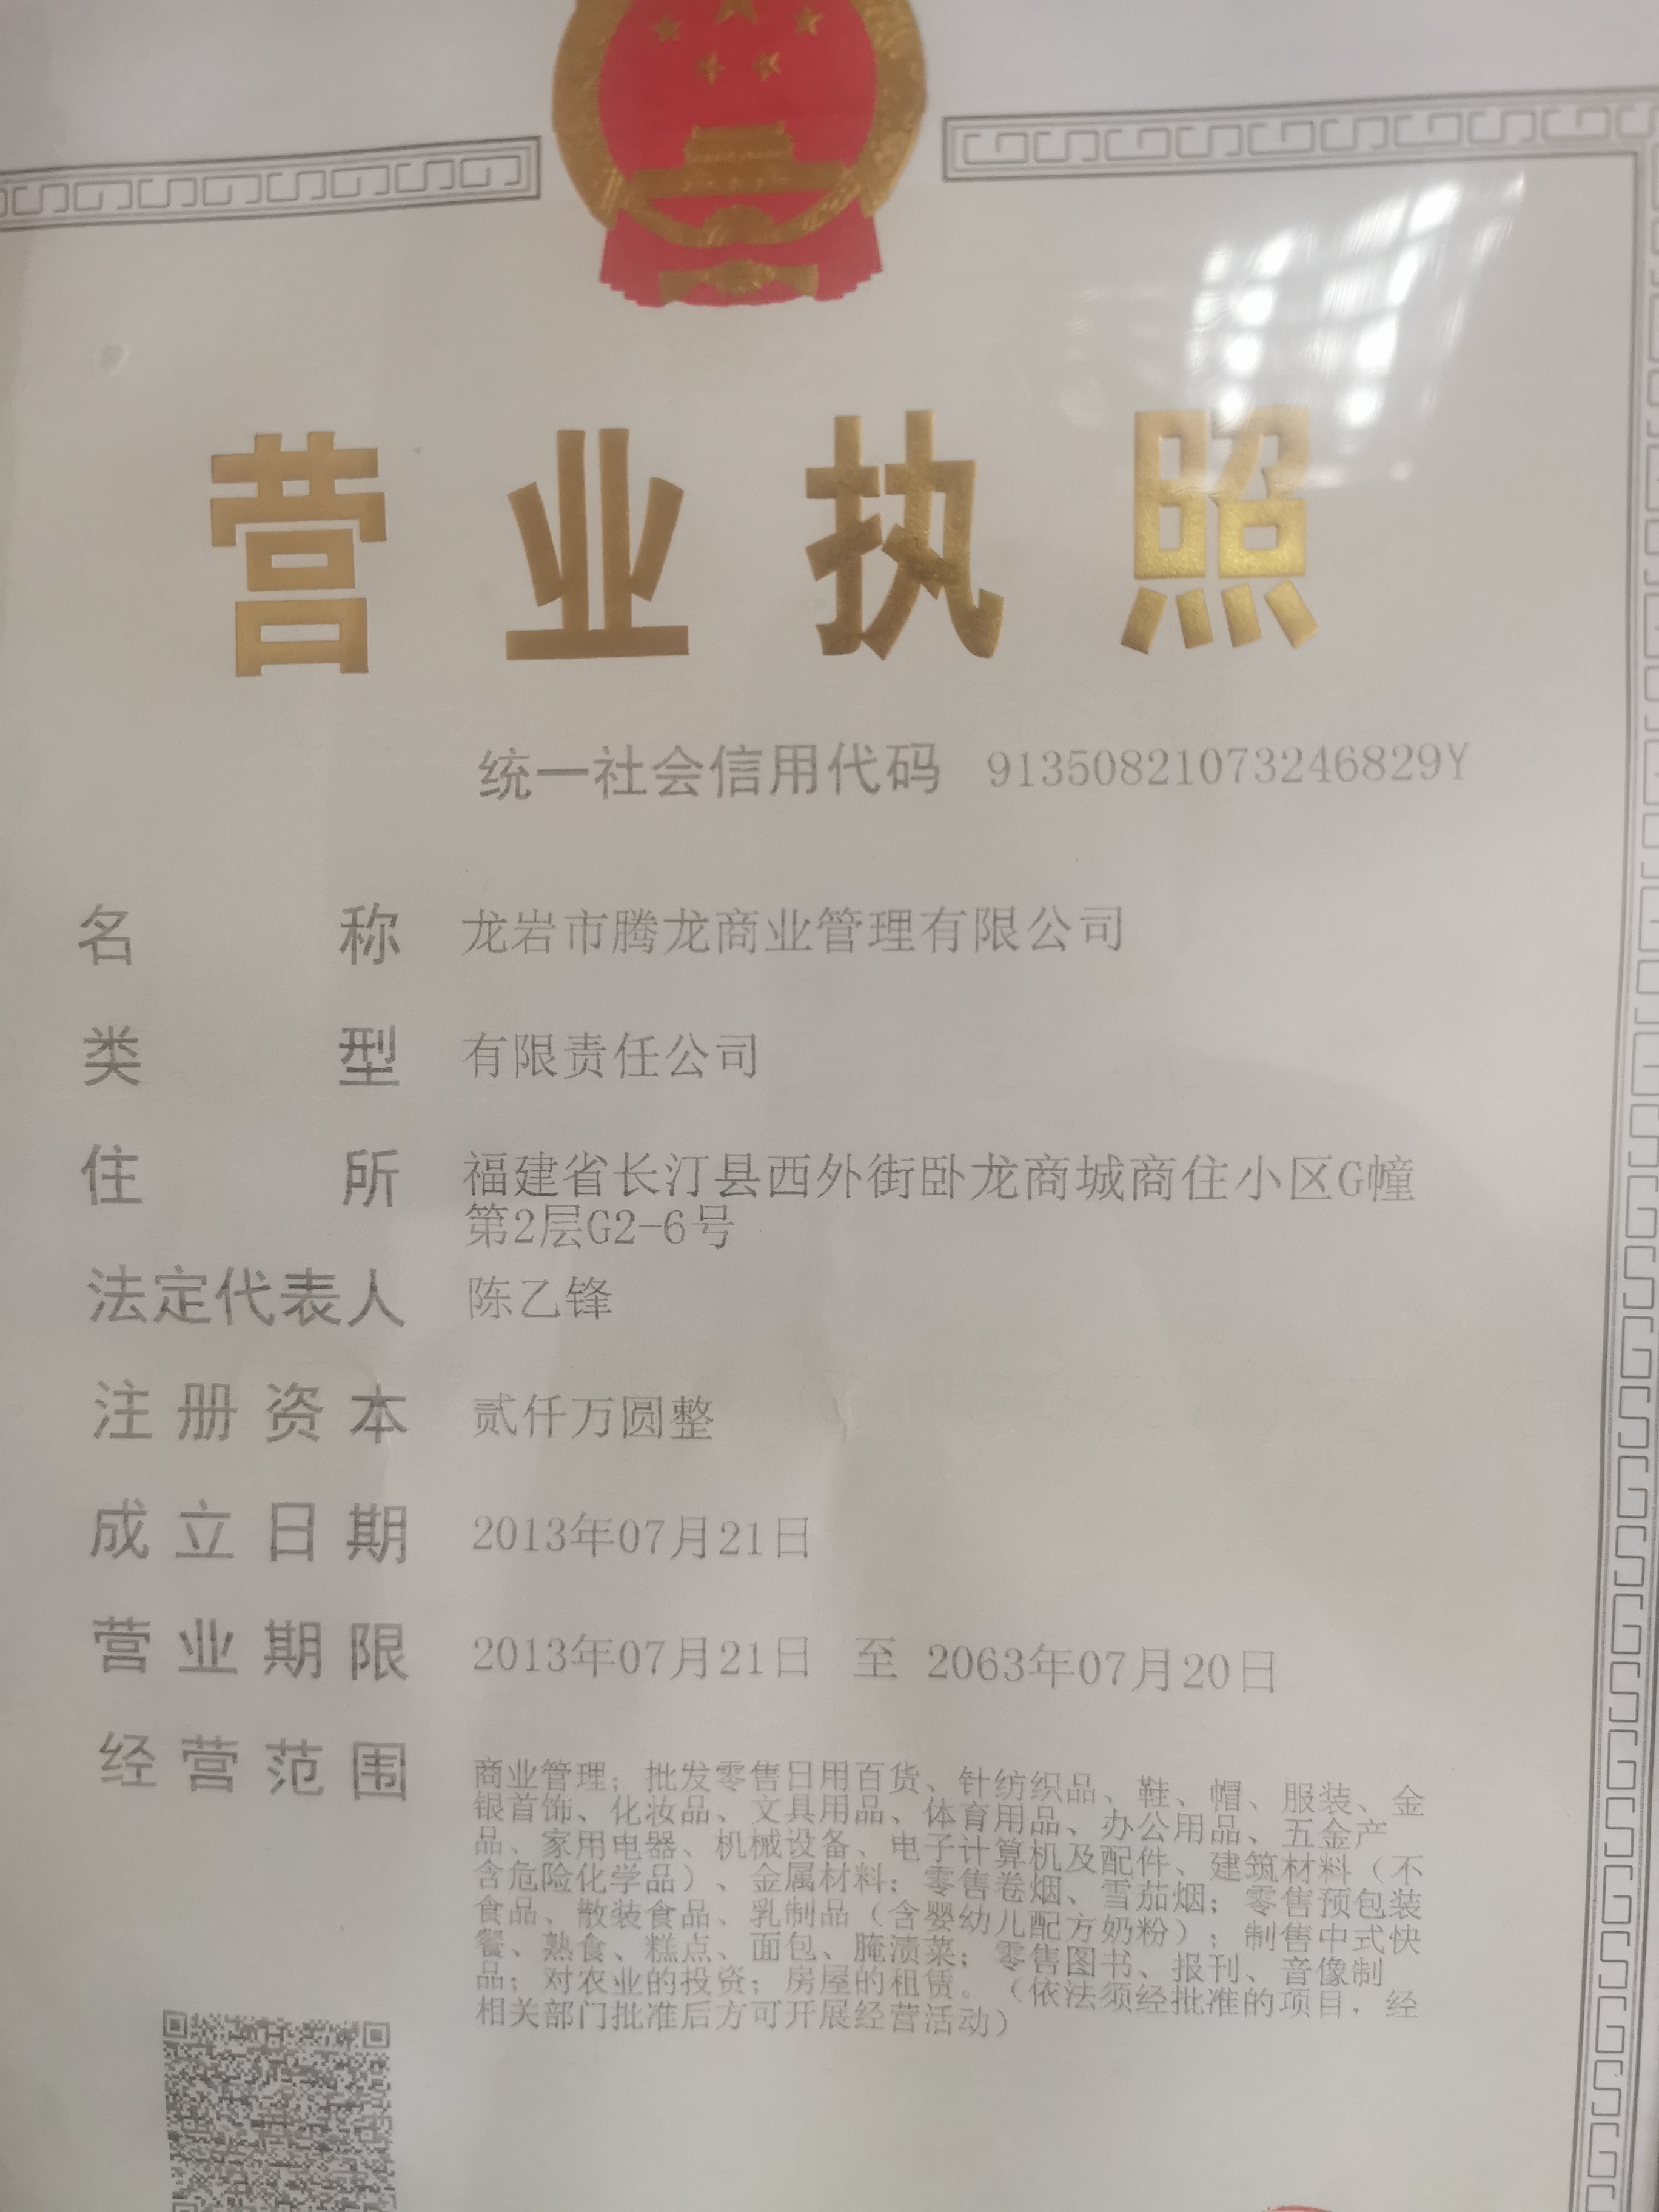 营业执照
统一社会信用代码 91350821073246829Y
名称 龙岩市腾龙商业管理有限公司
类型 有限责任公司
住所 福建省长汀县西外街卧龙商城商住小区G幢
第2层G2-6号
法定代表人 陈乙锋
注册资本 贰仟万圆整
成立日期 2013年07月21日
营业期限 2013年07月21日 至 2063年07月20日
经营范围 商业管理；批发零售日用百货、针纺织品、鞋、帽、服装、金
银首饰、化妆品、文具用品、体育用品、办公用品、五金产
品、家用电器、机械设备、电子计算机及配件、建筑材料（不
含危险化学品）、金属材料；零售卷烟、雪茄烟；零售预包装
食品、散装食品、乳制品（含婴幼儿配方奶粉）；制售中式快
餐、熟食、糕点、面包、腌渍菜；零售图书、报刊、音像制
品；对农业的投资；房屋的租赁。（依法须经批准的项目，经
相关部门批准后方可开展经营活动）